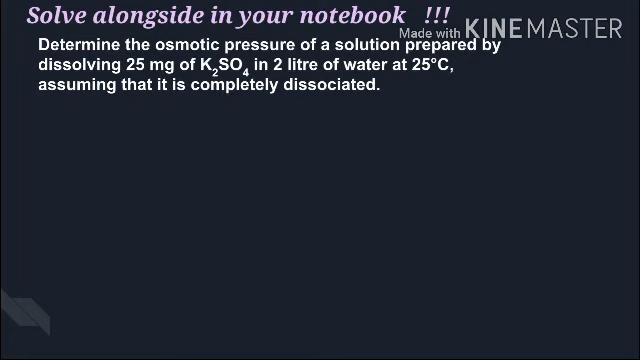 Solve alongside in your notebook !!!
Made with KINEMASTER
Determine the osmotic pressure of a solution prepared by
dissolving 25 mg of K₂SO₄ in 2 litre of water at 25°C,
assuming that it is completely dissociated.